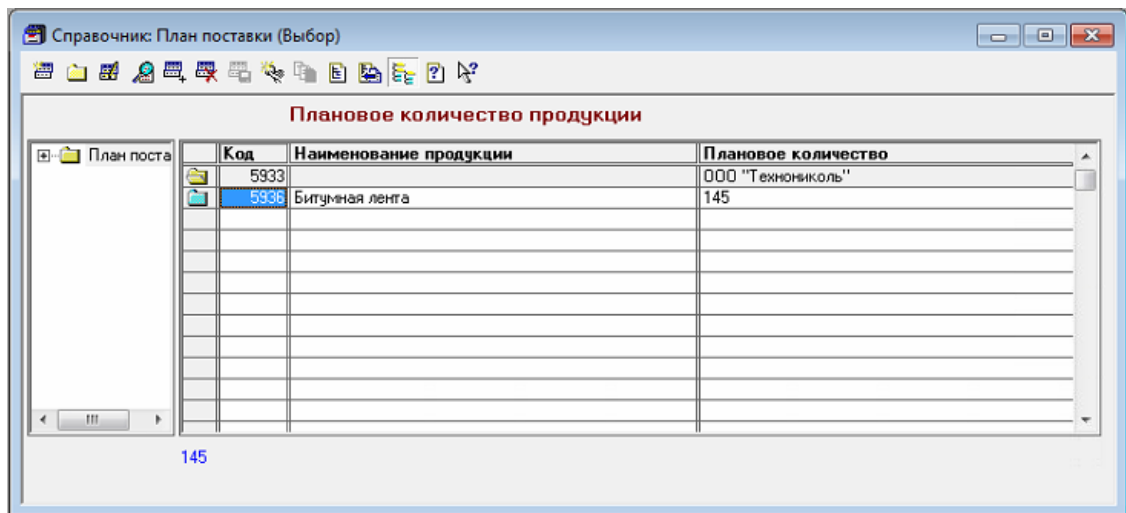 Справочник: План поставки (Выбор)
Плановое количество продукции
План поста
Код Наименование продукции Плановое количество
5933 ООО "Технониколь"
5936 Битумная лента 145
145